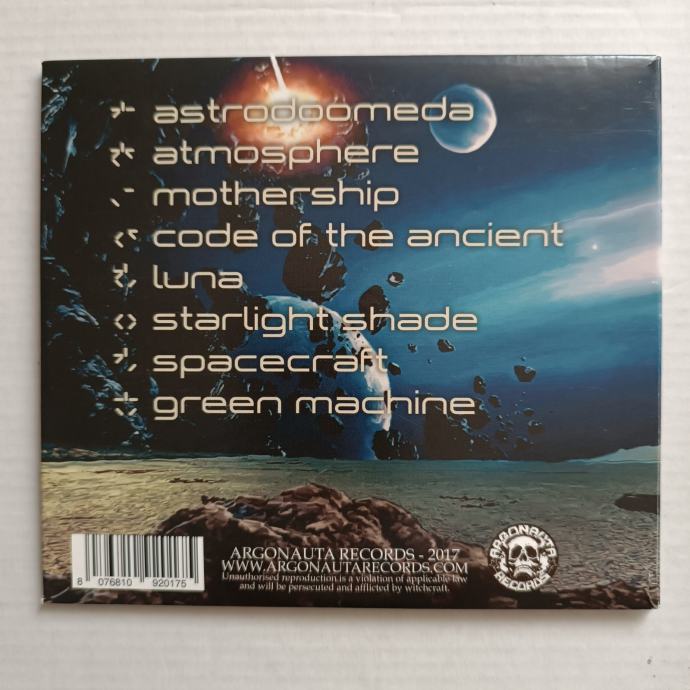 astrodoomeda
atmosphere
mothership
code of the ancient
luna
starlight shade
spacecraft
green machine
ARGONAUTA RECORDS - 2017
WWW.ARGONAUTARECORDS.COM
Unauthorised reproduction is a violation of applicable law
and will be persecuted and afflicted by witchcraft.
8 076810 920175
ARGONAUTA
RECORDS